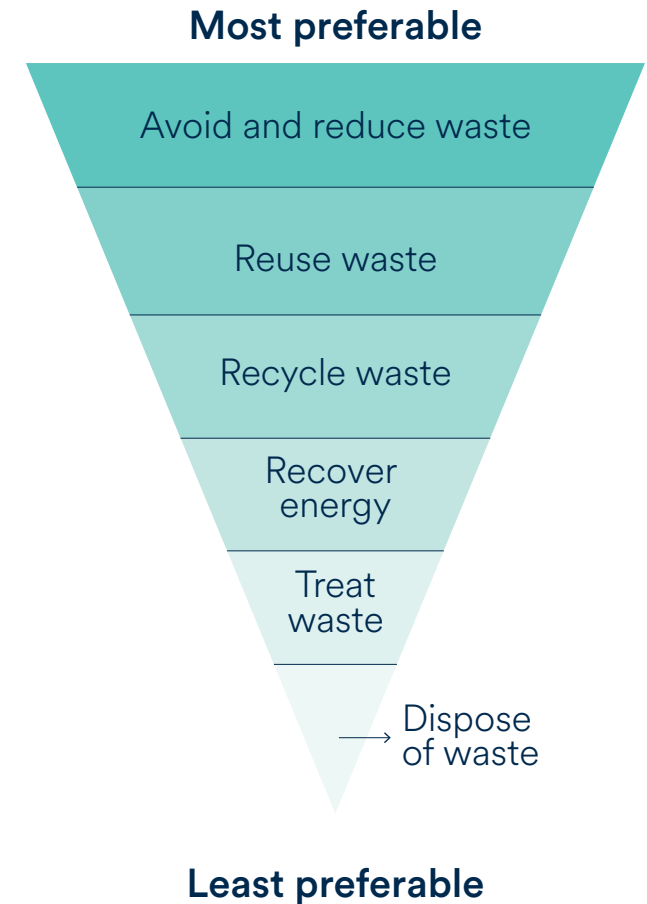 Most preferable
Avoid and reduce waste
Reuse waste
Recycle waste
Recover
energy
Treat
waste
Dispose
of waste
Least preferable